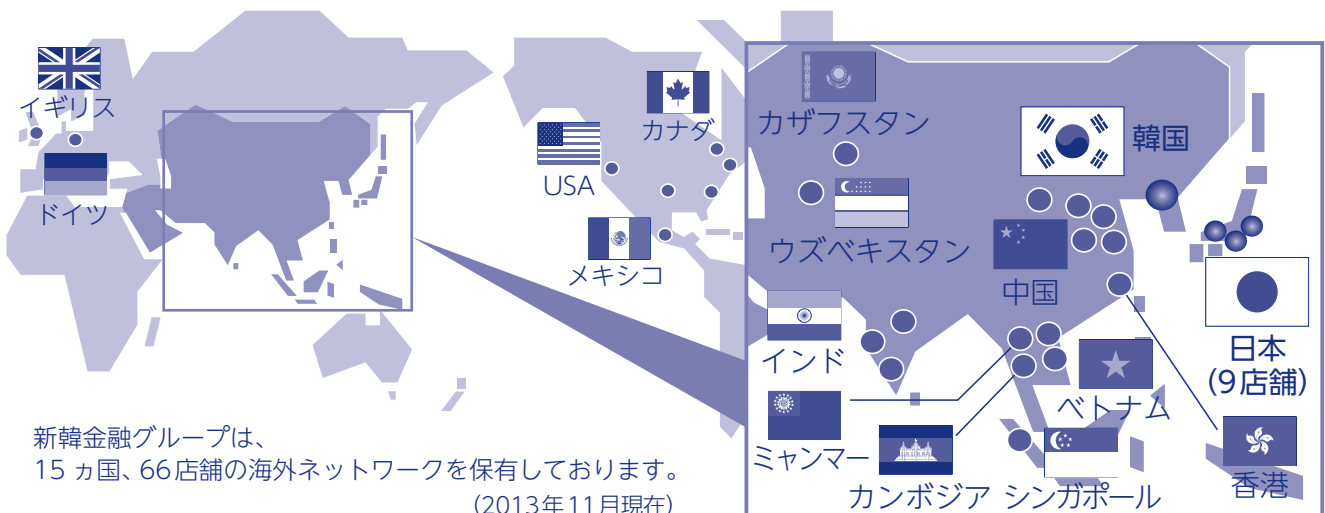 イギリス
ドイツ
USA
カナダ
メキシコ
カザフスタン
韓国
ウズベキスタン
中国
インド
日本
(9店舗)
ベトナム
ミャンマー
カンボジア
シンガポール
香港
新韓金融グループは、
15ヵ国、66店舗の海外ネットワークを保有しております。
(2013年11月現在)